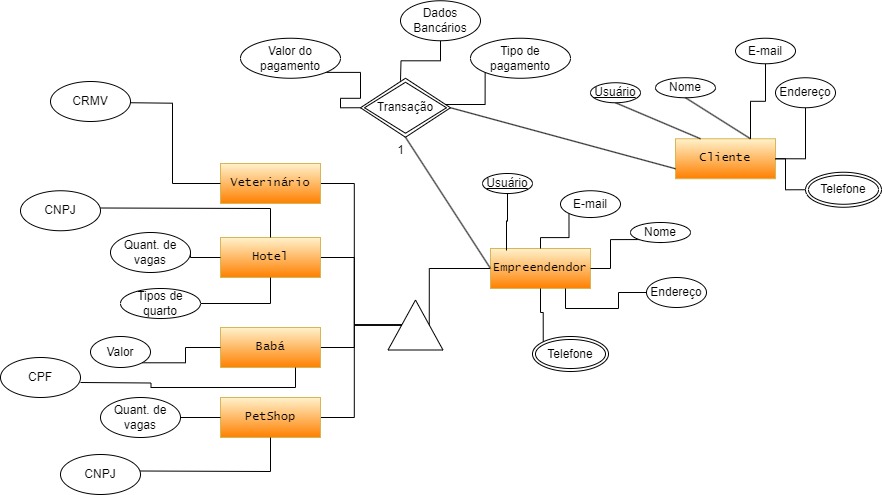 Dados
Bancários
Valor do
pagamento
Tipo de
pagamento
Transação
1
E-mail
Usuário
Nome
Endereço
Cliente
Telefone
CRMV
Veterinário
CNPJ
Quant. de
vagas
Hotel
Tipos de
quarto
Usuário
E-mail
Nome
Empreendendor
Endereço
Telefone
Valor
Babá
CPF
Quant. de
vagas
PetShop
CNPJ